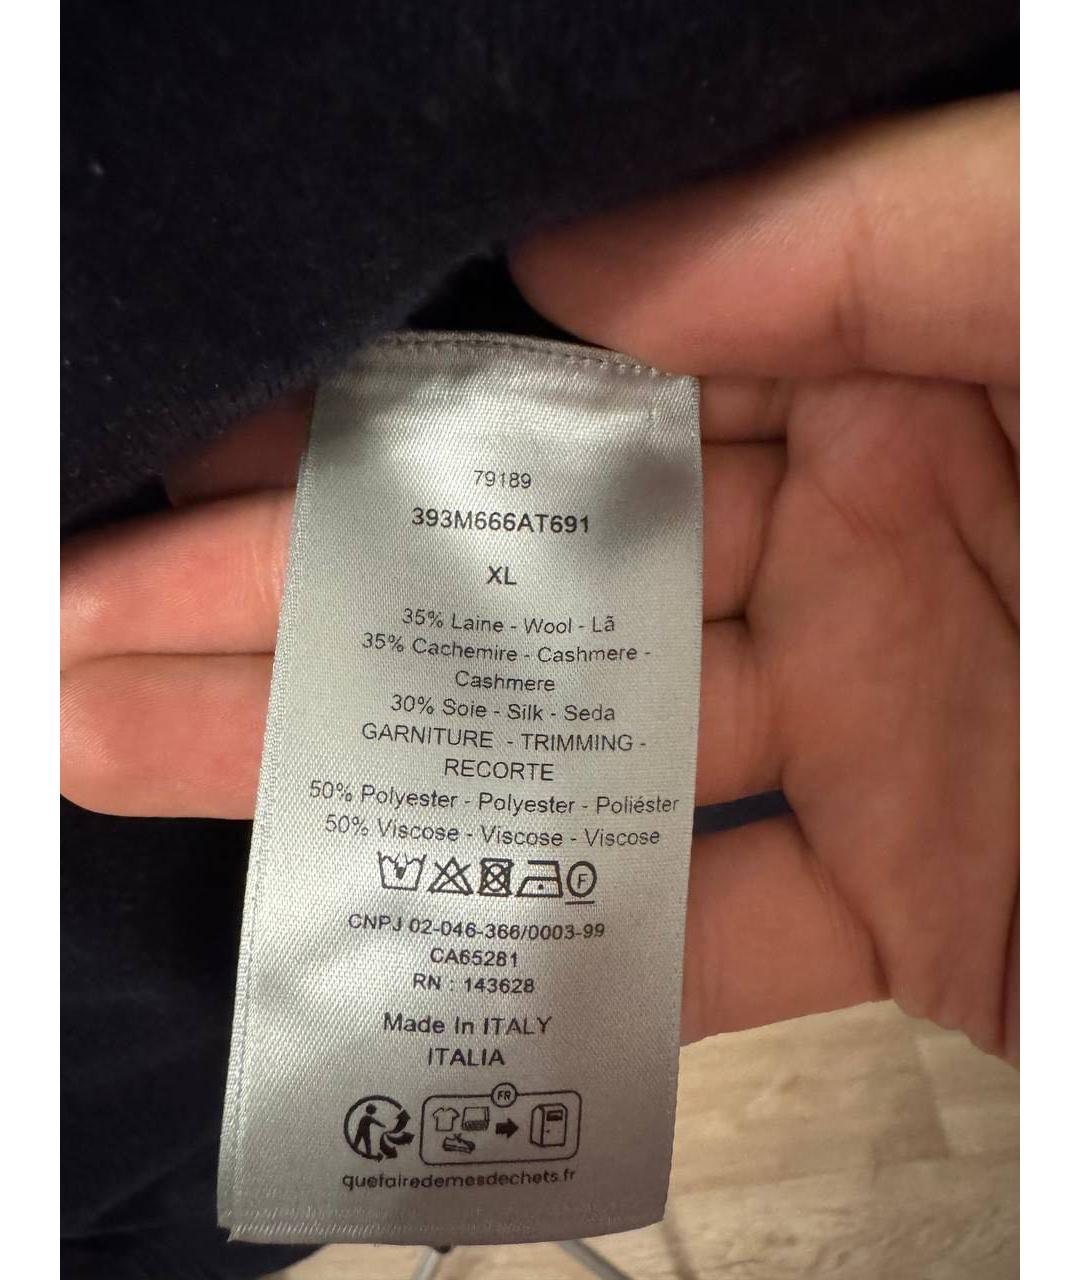 79189
393M666AT691
XL
35% Laine - Wool - Lã
35% Cachemire - Cashmere -
Cashmere
30% Soie - Silk - Seda
GARNITURE - TRIMMING -
RECORTE
50% Polyester - Polyester - Poliéster
50% Viscose - Viscose - Viscose
F
CNPJ 02-046-366/0003-99
CA65281
RN : 143628
Made In ITALY
ITALIA
FR
quefairedemesdechets.fr